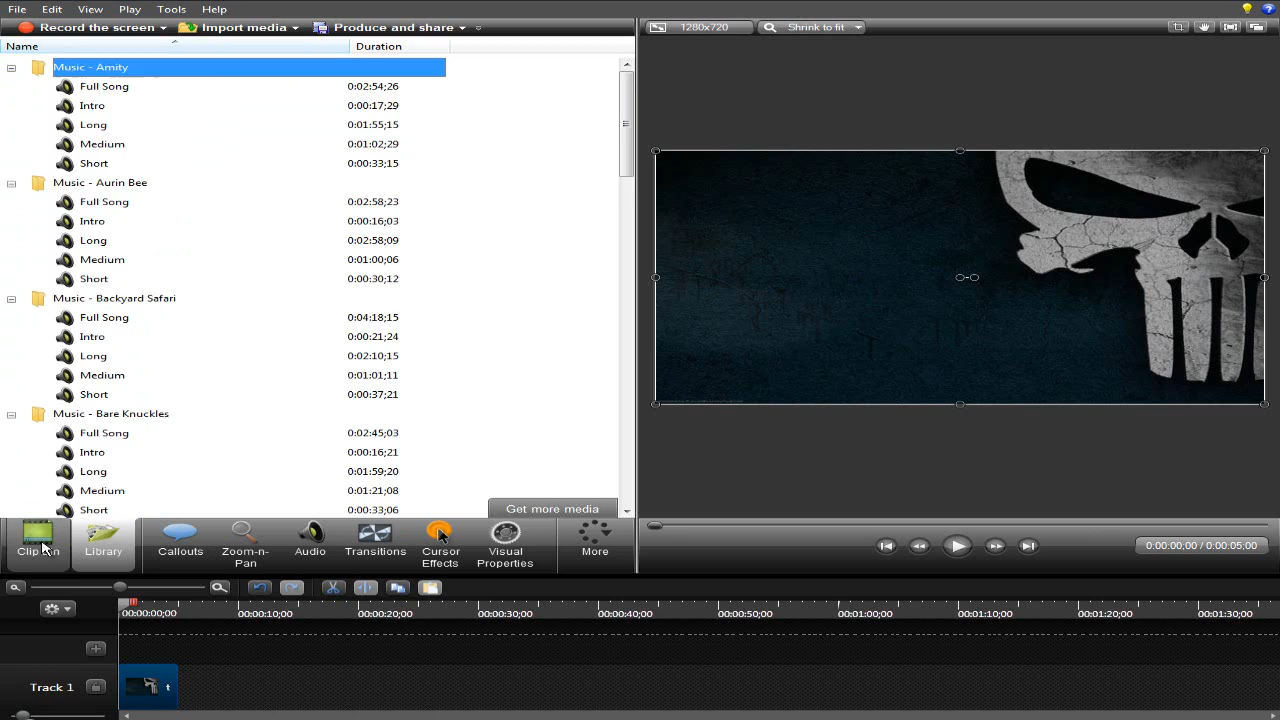 File Edit View Play Tools Help
Record the screen Import media Produce and share
1280x720 Shrink to fit
Name Duration
Music - Amity
Full Song 0:02:54;26
Intro 0:00:17;29
Long 0:01:55;15
Medium 0:01:02;29
Short 0:00:33;15
Music - Aurin Bee
Full Song 0:02:58;23
Intro 0:00:16;03
Long 0:02:58;09
Medium 0:01:00;06
Short 0:00:30;12
Music - Backyard Safari
Full Song 0:04:18;15
Intro 0:00:21;24
Long 0:02:10;15
Medium 0:01:01;11
Short 0:00:37;21
Music - Bare Knuckles
Full Song 0:02:45;03
Intro 0:00:16;21
Long 0:01:59;20
Medium 0:01:21;08
Short 0:00:33;06
Get more media
Library Callouts Zoom-n-
Pan Audio Transitions Cursor
Effects Visual
Properties More
0:00:00;00 / 0:00:05;00
00:00:00;00 00:00:10;00 00:00:20;00 00:00:30;00 00:00:40;00 00:00:50;00 00:01:00;00 00:01:10;00 00:01:20;00 00:01:30;00
Track 1 t